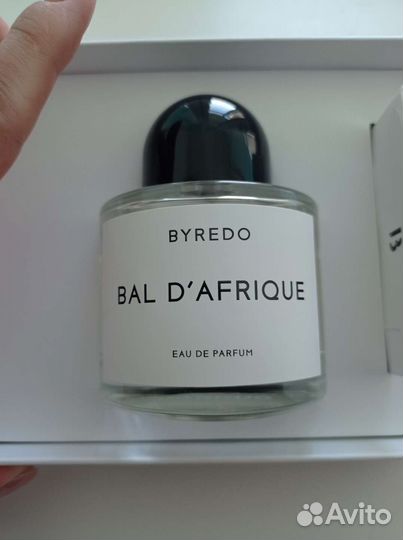 BYREDO
BAL D'AFRIQUE
EAU DE PARFUM
B
Avito